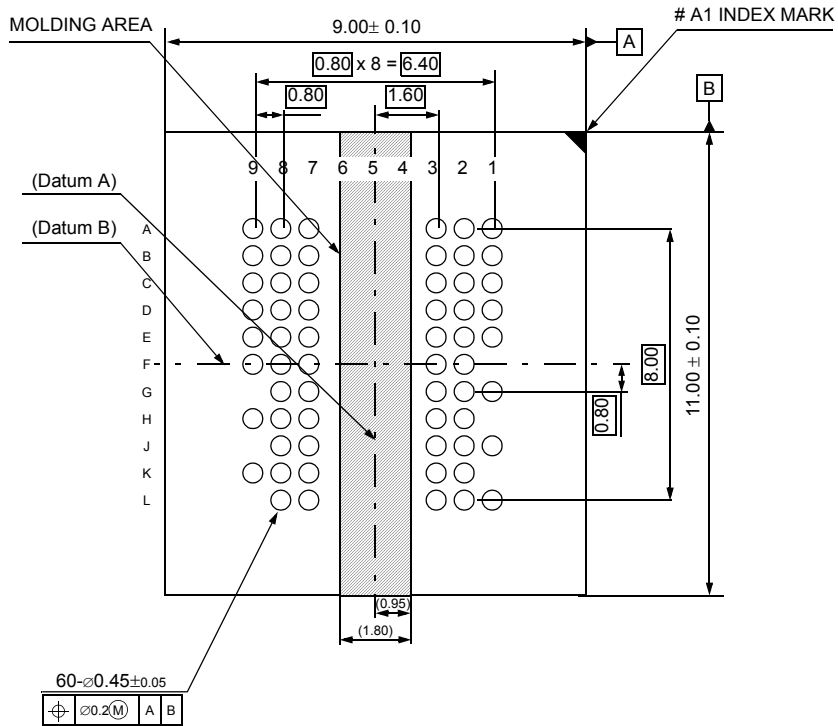 MOLDING AREA
9.00± 0.10
# A1 INDEX MARK
A
0.80 x 8 = 6.40
B
0.80
1.60
9 8 7 6 5 4 3 2 1
(Datum A)
(Datum B)
A
B
C
D
E
F
G
H
J
K
L
8.00
11.00 ± 0.10
0.80
(0.95)
(1.80)
60-⌀0.45±0.05
⌖ ⌀0.2Ⓜ A B